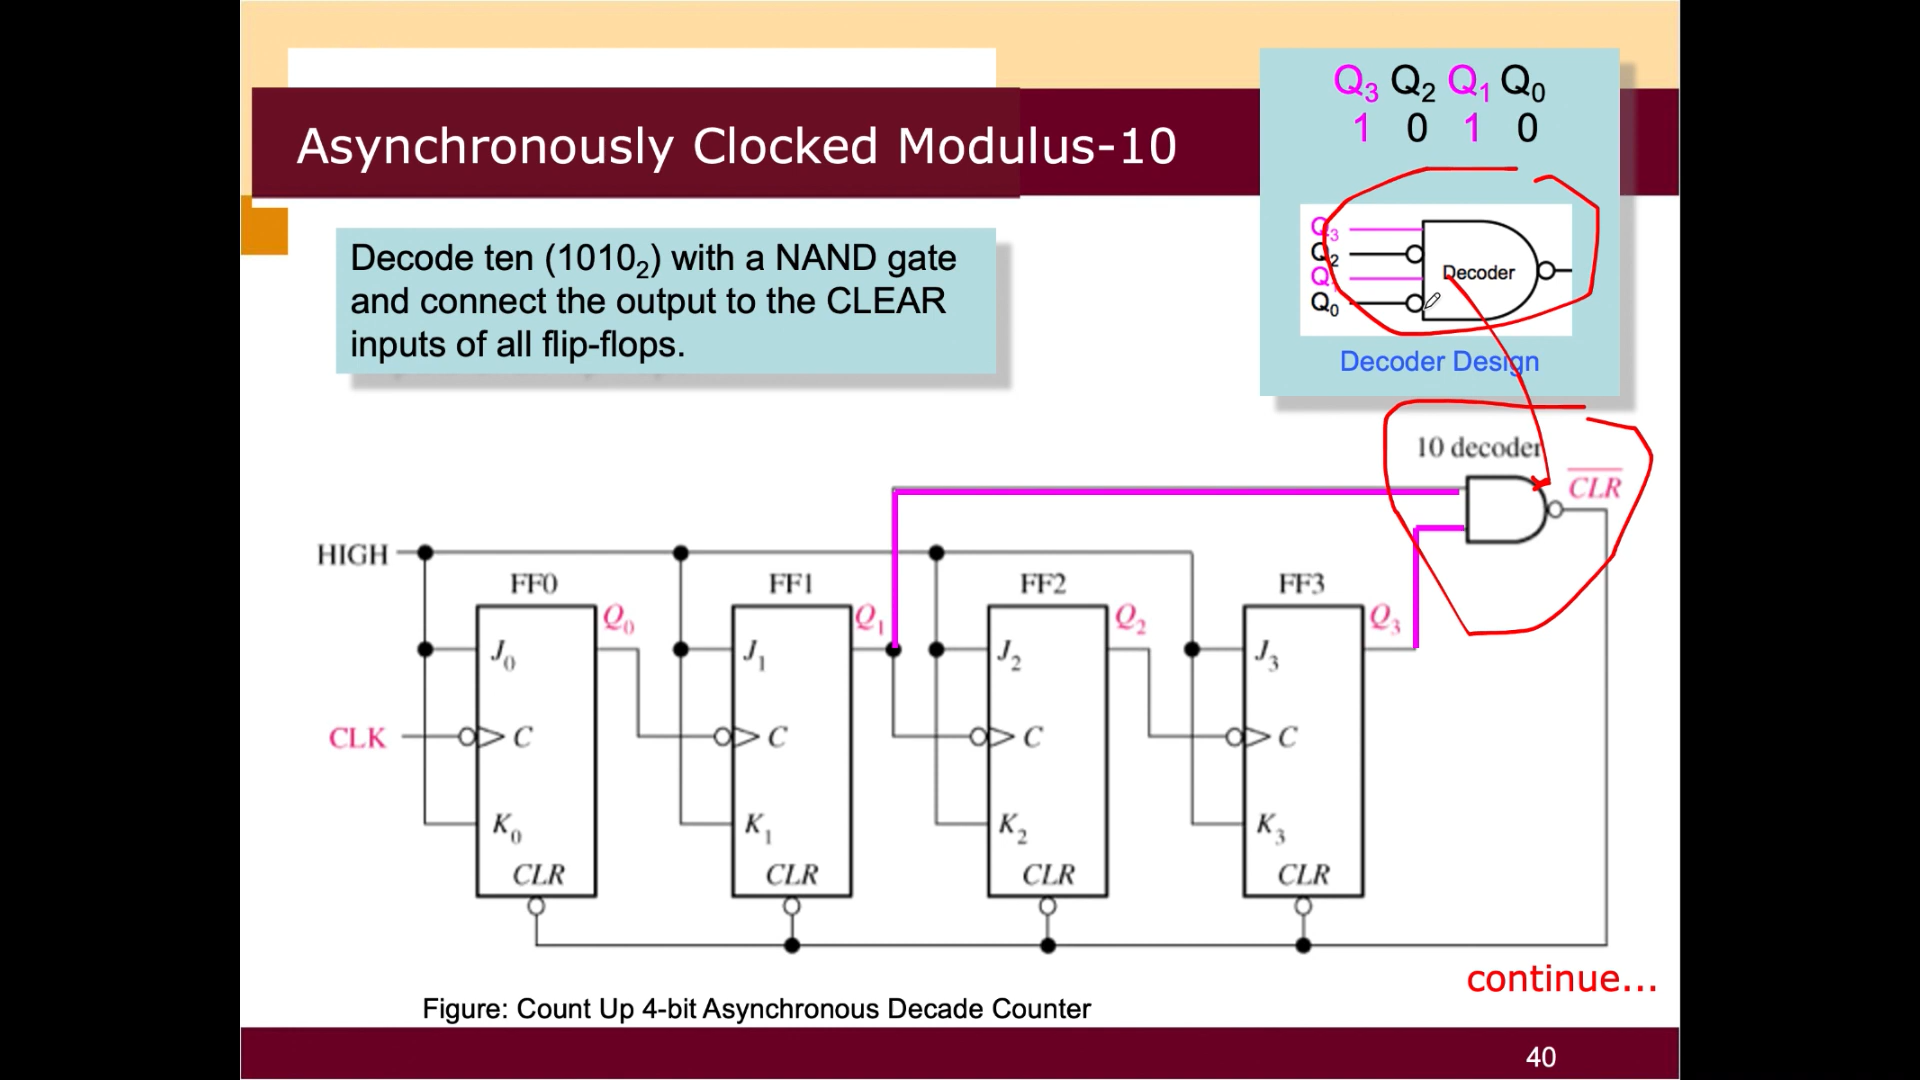 Asynchronously Clocked Modulus-10
Q3 Q2 Q1 Q0
1 0 1 0
Decode ten (1010₂) with a NAND gate
and connect the output to the CLEAR
inputs of all flip-flops.
Q3
Q2
Q
Q0
Decoder
Decoder Design
10 decoder
CLR
HIGH
FF0
FF1
FF2
FF3
Q0
Q1
Q2
Q3
J0
J1
J2
J3
CLK
C
C
C
C
K0
K1
K2
K3
CLR
CLR
CLR
CLR
continue...
Figure: Count Up 4-bit Asynchronous Decade Counter
40